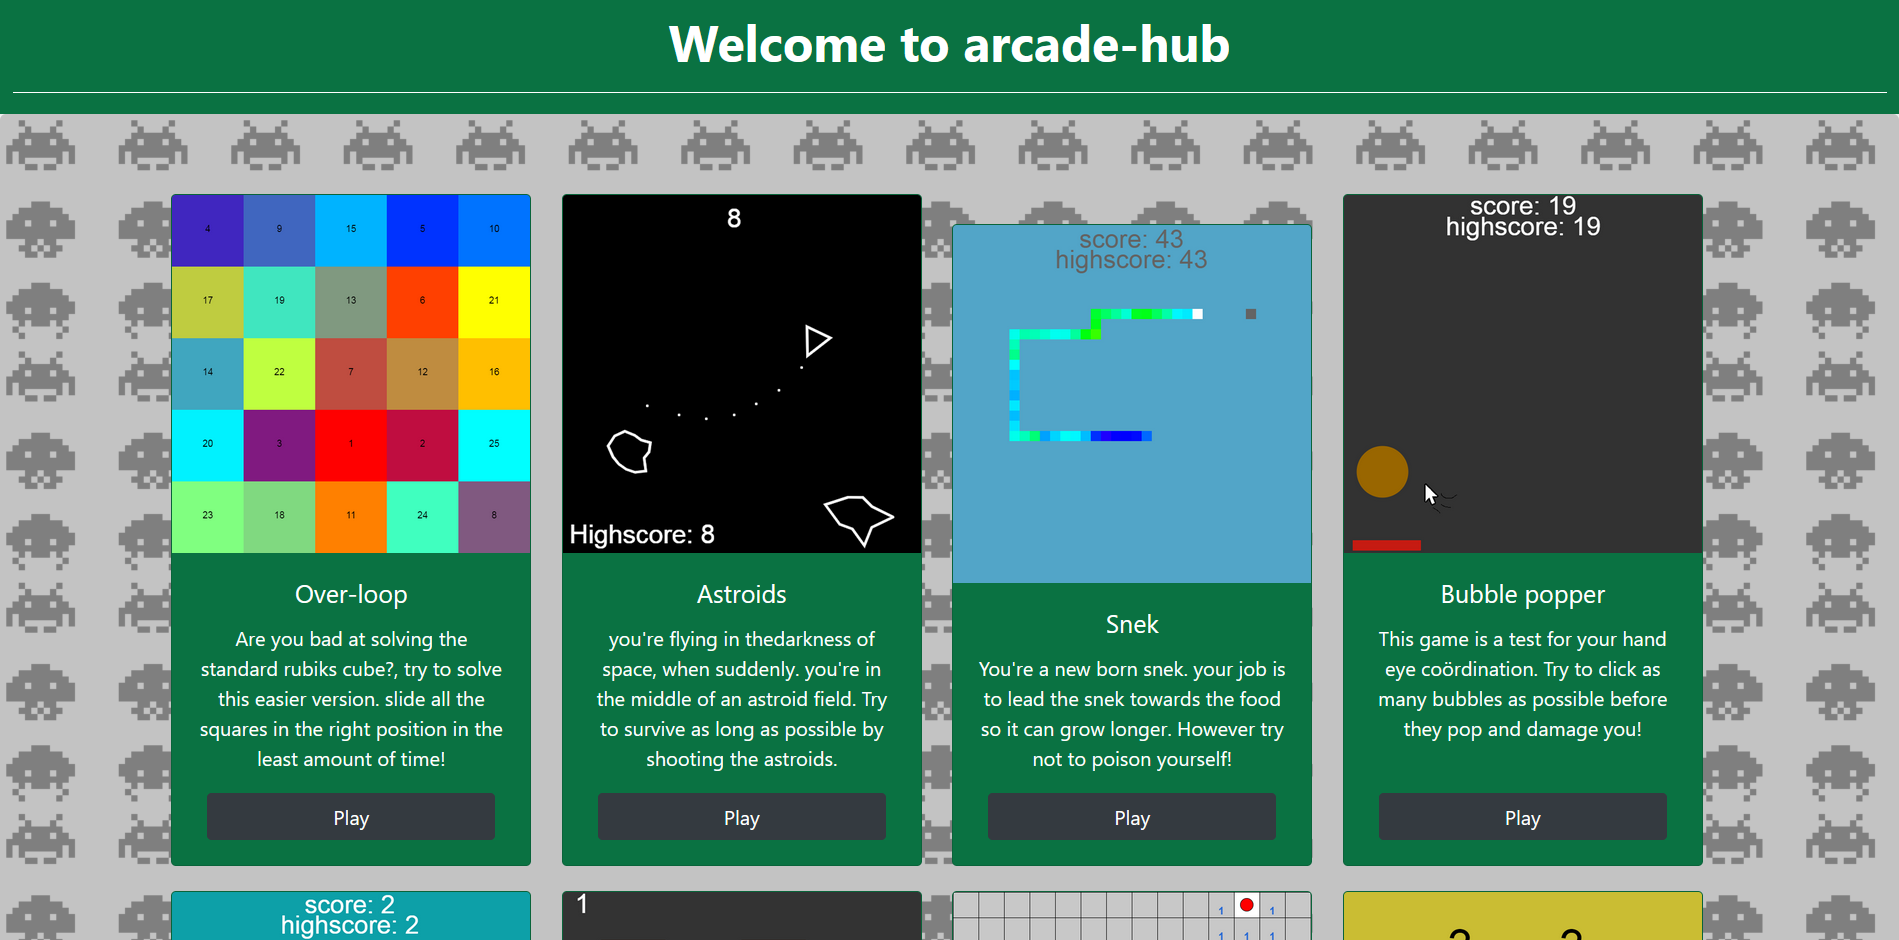 Welcome to arcade-hub
4 9 15 5 10
17 19 13 6 21
14 22 7 12 16
20 3 1 2 25
23 18 11 24 8
Over-loop
Are you bad at solving the
standard rubiks cube?, try to solve
this easier version. slide all the
squares in the right position in the
least amount of time!
Play
8
Highscore: 8
Astroids
you're flying in thedarkness of
space, when suddenly. you're in
the middle of an astroid field. Try
to survive as long as possible by
shooting the astroids.
Play
score: 43
highscore: 43
Snek
You're a new born snek. your job is
to lead the snek towards the food
so it can grow longer. However try
not to poison yourself!
Play
score: 19
highscore: 19
Bubble popper
This game is a test for your hand
eye coördination. Try to click as
many bubbles as possible before
they pop and damage you!
Play
score: 2
highscore: 2
1
1 1
1 1 1